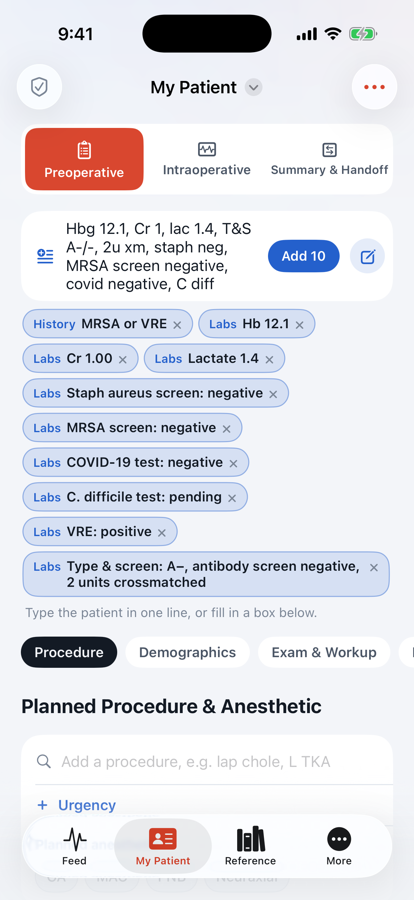 9:41
My Patient
Preoperative
Intraoperative
Summary & Handoff
Hbg 12.1, Cr 1, lac 1.4, T&S
A-/-, 2u xm, staph neg,
MRSA screen negative,
covid negative, C diff
Add 10
History MRSA or VRE ×
Labs Hb 12.1 ×
Labs Cr 1.00 ×
Labs Lactate 1.4 ×
Labs Staph aureus screen: negative ×
Labs MRSA screen: negative ×
Labs COVID-19 test: negative ×
Labs C. difficile test: pending ×
Labs VRE: positive ×
Labs Type & screen: A−, antibody screen negative, ×
2 units crossmatched
Type the patient in one line, or fill in a box below.
Procedure
Demographics
Exam & Workup
Planned Procedure & Anesthetic
Add a procedure, e.g. lap chole, L TKA
+ Urgency
Feed
My Patient
Reference
More